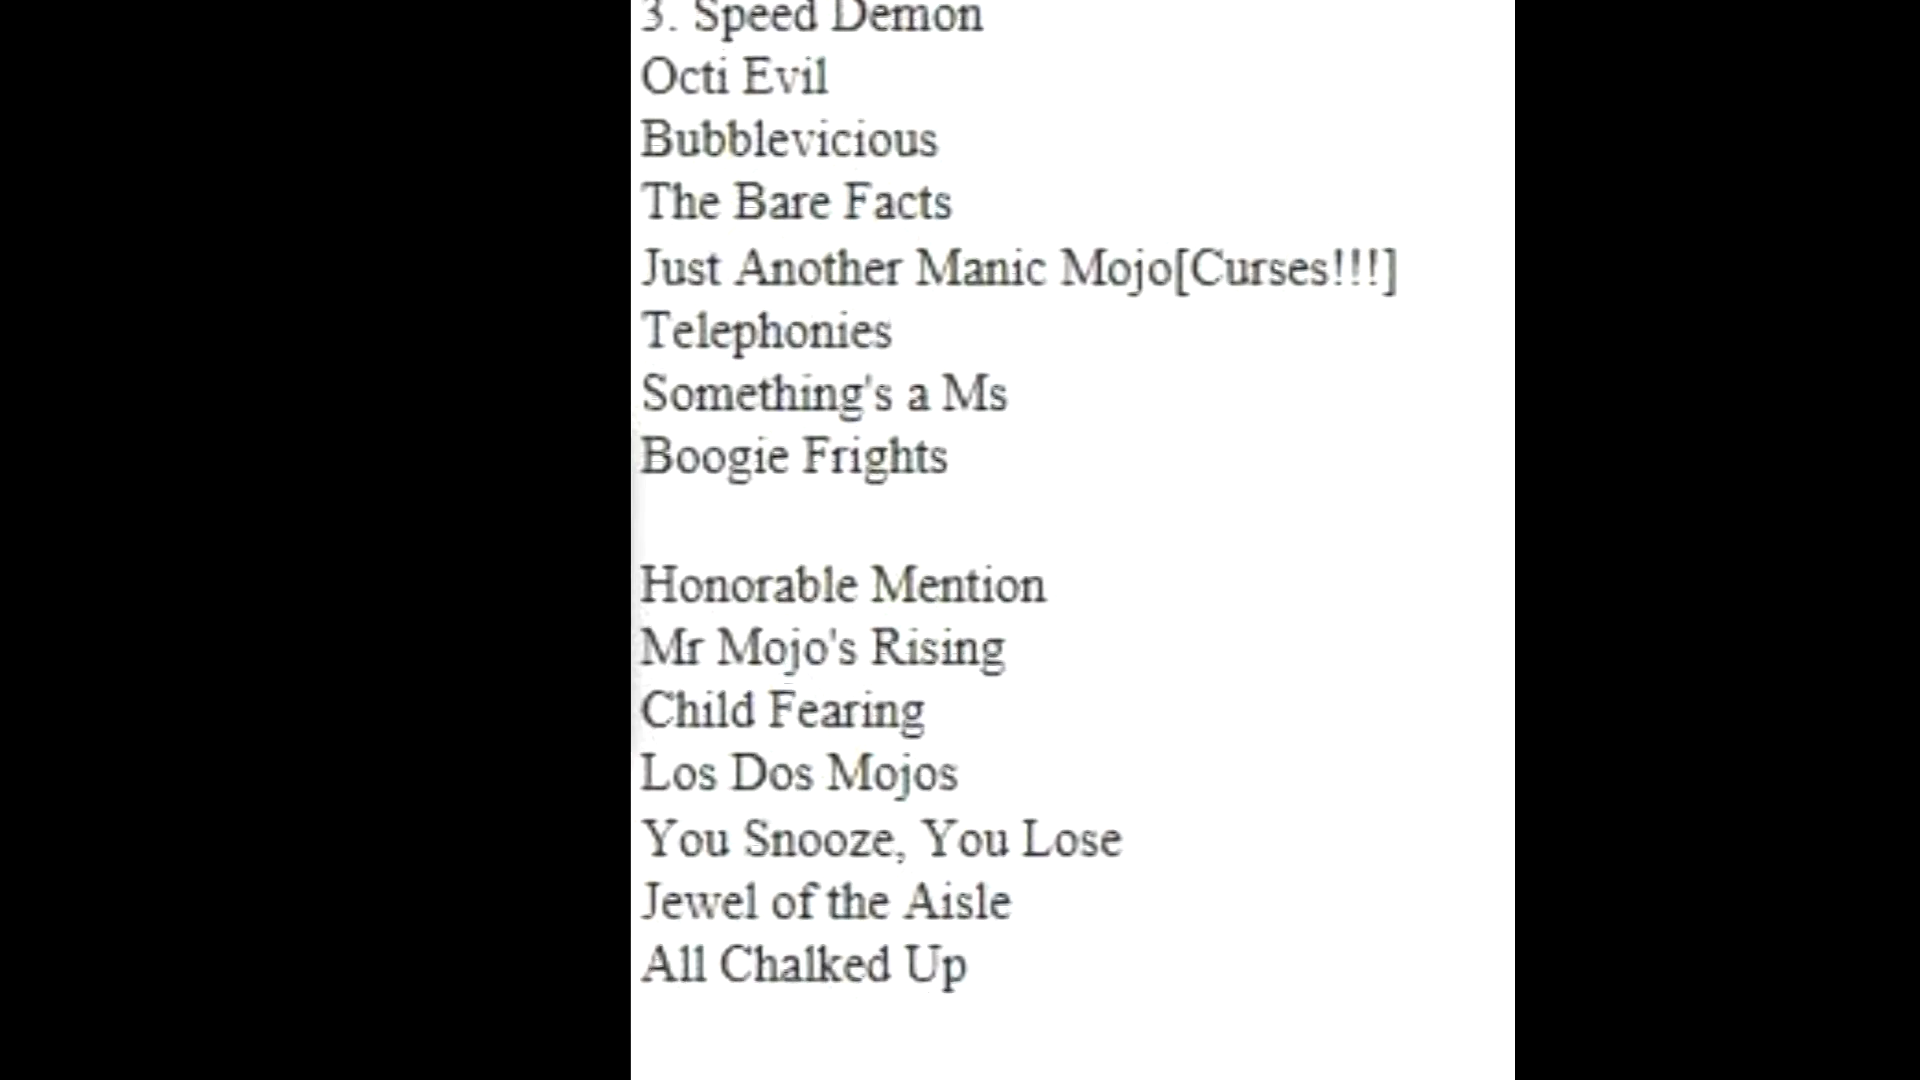 3. Speed Demon
Octi Evil
Bubblevicious
The Bare Facts
Just Another Manic Mojo[Curses!!!]
Telephonies
Something's a Ms
Boogie Frights
Honorable Mention
Mr Mojo's Rising
Child Fearing
Los Dos Mojos
You Snooze, You Lose
Jewel of the Aisle
All Chalked Up